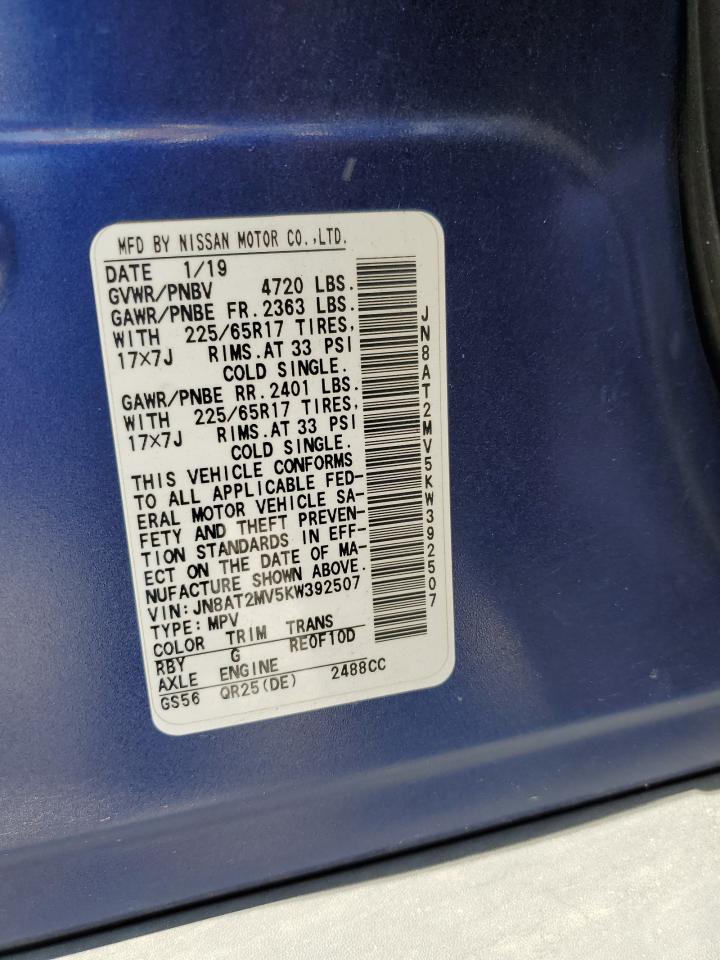 MFD BY NISSAN MOTOR CO.,LTD.
DATE 1/19
GVWR/PNBV 4720 LBS.
GAWR/PNBE FR.2363 LBS.
WITH 225/65R17 TIRES,
17X7J RIMS.AT 33 PSI
COLD SINGLE.
GAWR/PNBE RR.2401 LBS.
WITH 225/65R17 TIRES,
17X7J RIMS.AT 33 PSI
COLD SINGLE.
THIS VEHICLE CONFORMS
TO ALL APPLICABLE FED-
ERAL MOTOR VEHICLE SA-
FETY AND THEFT PREVEN-
TION STANDARDS IN EFF-
ECT ON THE DATE OF MA-
NUFACTURE SHOWN ABOVE.
VIN:JN8AT2MV5KW392507
TYPE:MPV
COLOR TRIM TRANS
RBY G RE0F10D
AXLE ENGINE
GS56 QR25(DE) 2488CC
JN8AT2MV5KW392507